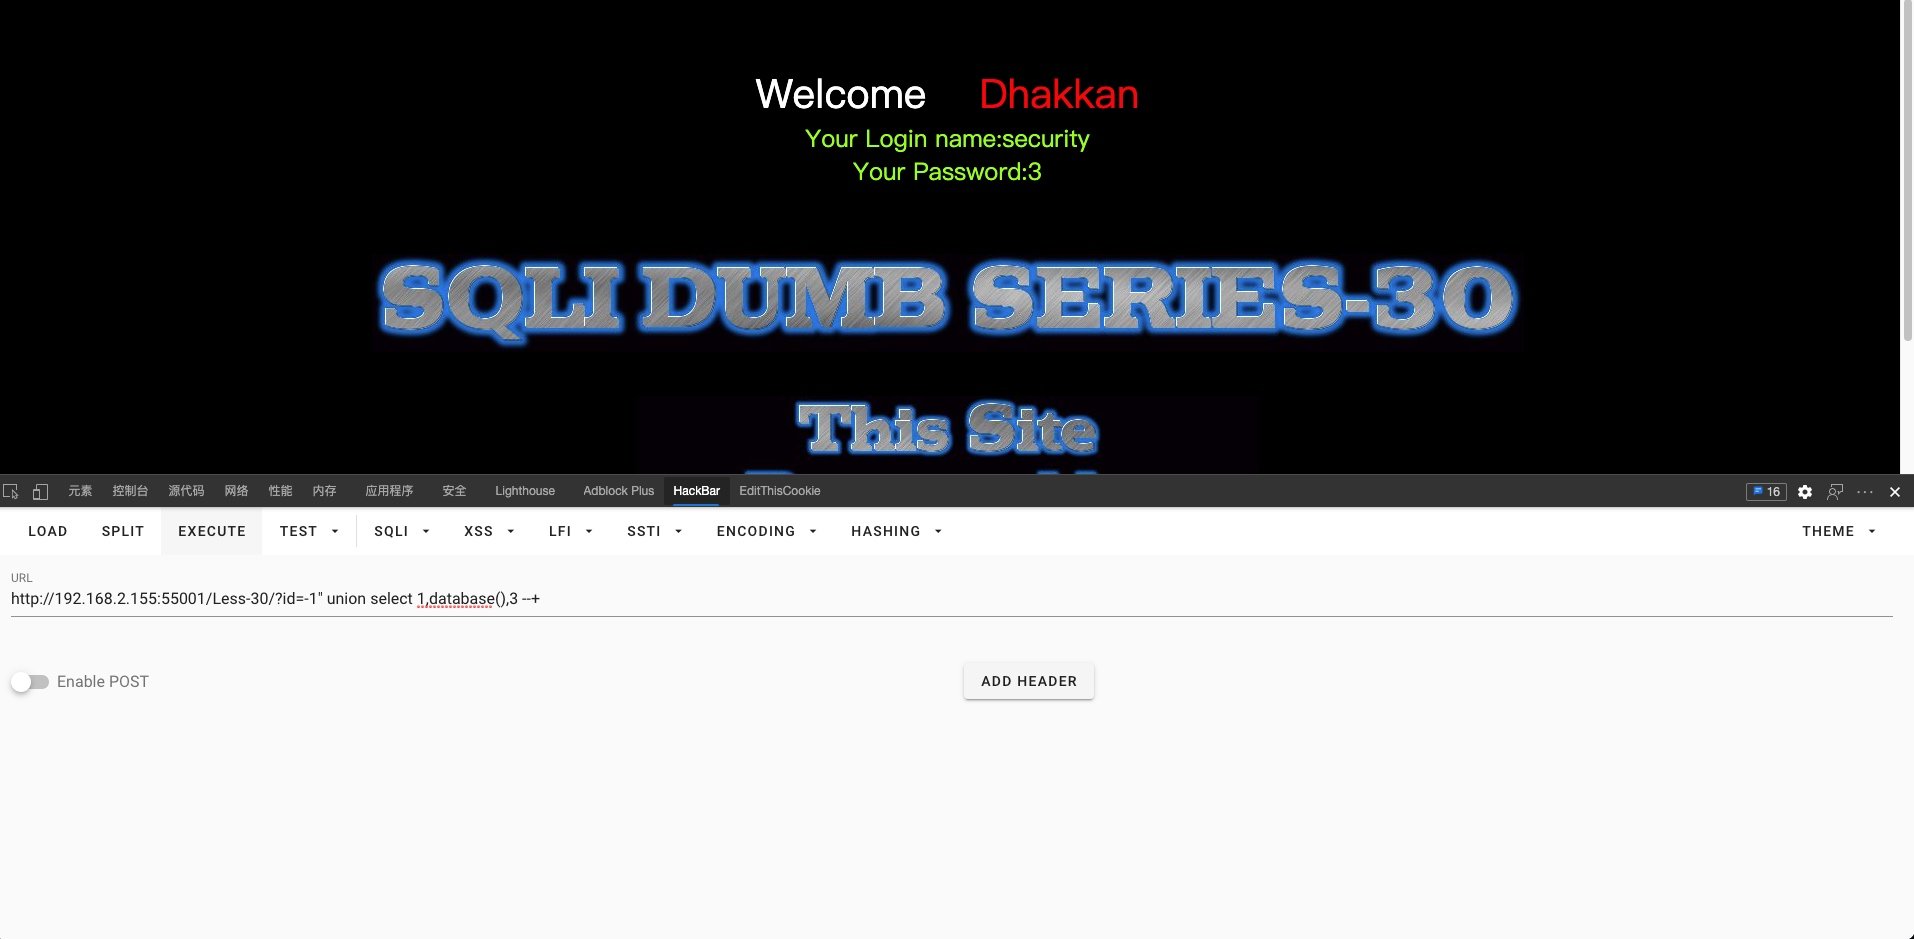 Welcome Dhakkan
Your Login name:security
Your Password:3
SQLI DUMB SERIES-30
This Site
元素 控制台 源代码 网络 性能 内存 应用程序 安全 Lighthouse Adblock Plus HackBar EditThisCookie 16
LOAD SPLIT EXECUTE TEST SQLI XSS LFI SSTI ENCODING HASHING THEME
URL
http://192.168.2.155:55001/Less-30/?id=-1" union select 1,database(),3 --+
Enable POST ADD HEADER